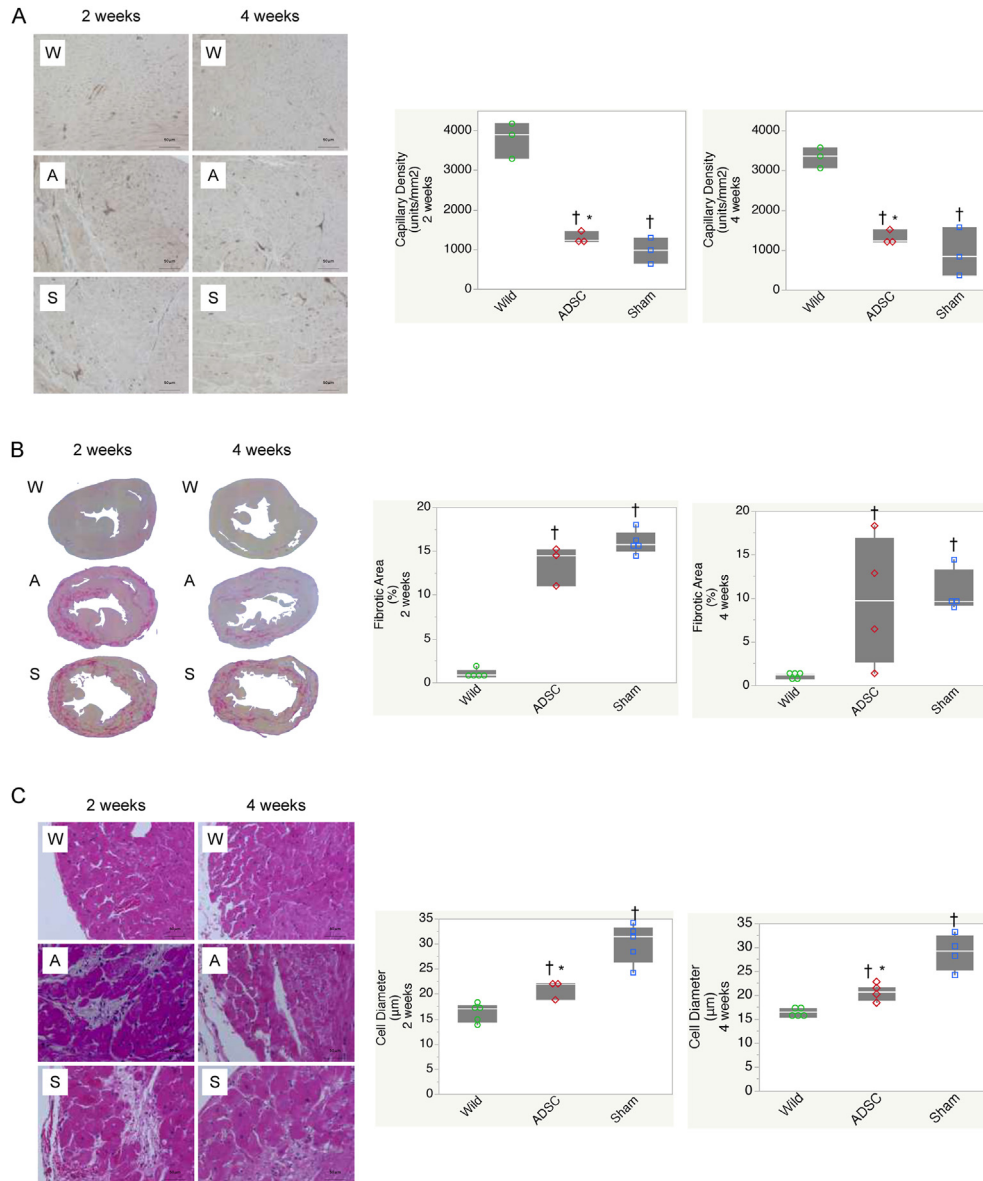 A
2 weeks
4 weeks
W
W
A
A
S
S
Capillary Density
(units/mm2)
2 weeks
4000
3000
2000
1000
0
† *
†
Wild
ADSC
Sham
Capillary Density
(units/mm2)
4 weeks
4000
3000
2000
1000
0
† *
†
Wild
ADSC
Sham
B
2 weeks
4 weeks
W
W
A
A
S
S
Fibrotic Area
(%)
2 weeks
20
15
10
5
0
†
†
Wild
ADSC
Sham
Fibrotic Area
(%)
4 weeks
20
15
10
5
0
†
†
Wild
ADSC
Sham
C
2 weeks
4 weeks
W
W
A
A
S
S
Cell Diameter
(μm)
2 weeks
35
30
25
20
15
10
5
0
† *
†
Wild
ADSC
Sham
Cell Diameter
(μm)
4 weeks
35
30
25
20
15
10
5
0
† *
†
Wild
ADSC
Sham